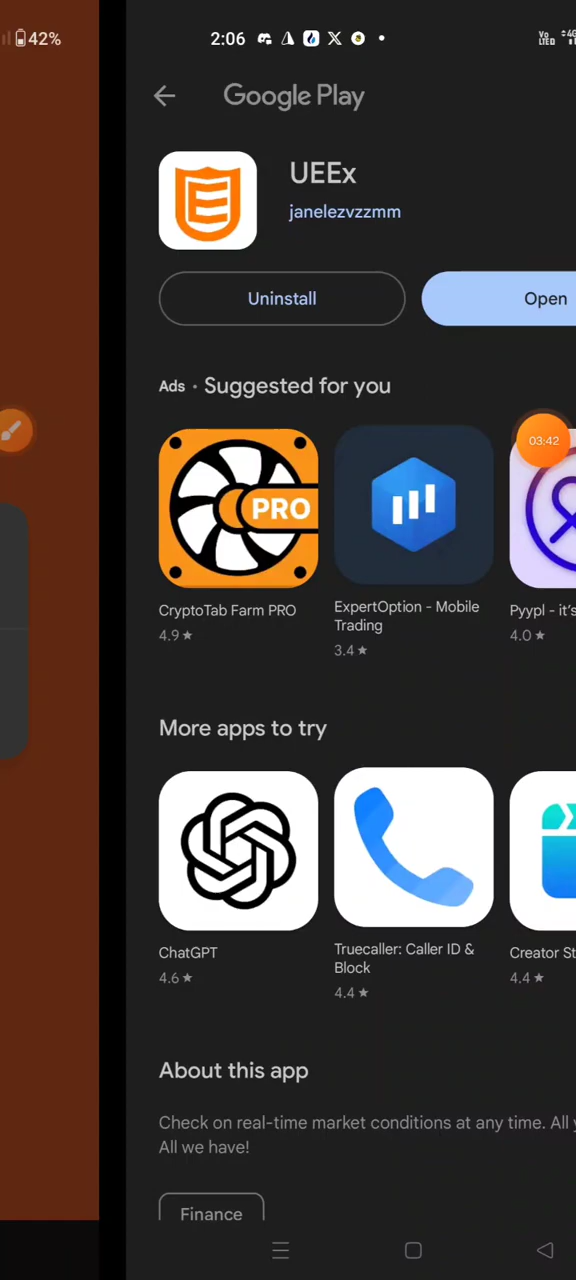 42%
2:06
Vo
LTE
4G
Google Play
UEEx
janelezvzzmm
Uninstall
Open
Ads • Suggested for you
03:42
PRO
CryptoTab Farm PRO
4.9 ★
ExpertOption - Mobile
Trading
3.4 ★
Pyypl - it's
4.0 ★
More apps to try
ChatGPT
4.6 ★
Truecaller: Caller ID &
Block
4.4 ★
Creator St
4.4 ★
About this app
Check on real-time market conditions at any time. All
All we have!
Finance